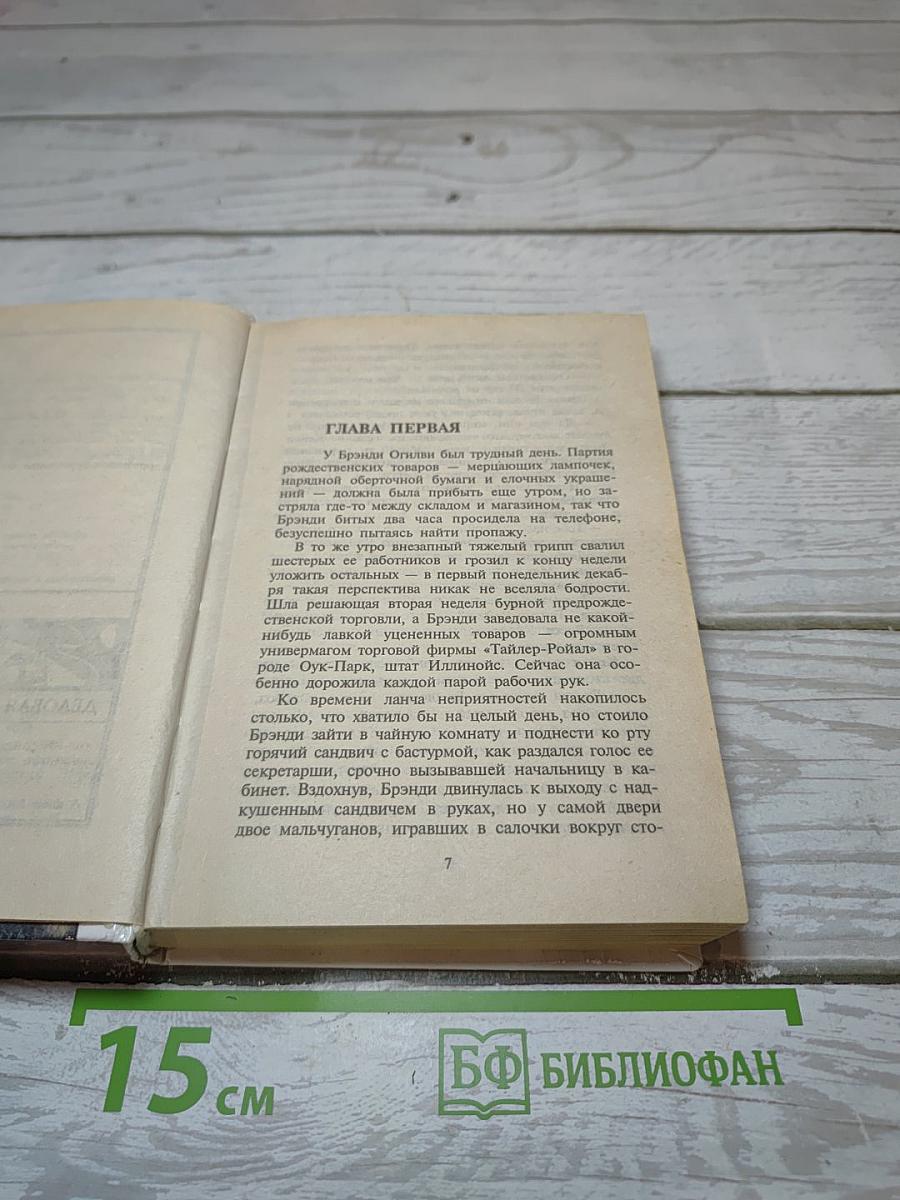 ГЛАВА ПЕРВАЯ
У Брэнди Огилви был трудный день. Партия
рождественских товаров — мерцающих лампочек,
нарядной оберточной бумаги и елочных украше-
ний — должна была прибыть еще утром, но за-
стряла где-то между складом и магазином, так что
Брэнди битых два часа просидела на телефоне,
безуспешно пытаясь найти пропажу.
В то же утро внезапный тяжелый грипп свалил
шестерых ее работников и грозил к концу недели
уложить остальных — в первый понедельник декаб-
ря такая перспектива никак не вселяла бодрости.
Шла решающая вторая неделя бурной предрожде-
ственской торговли, а Брэнди заведовала не какой-
нибудь лавкой уцененных товаров — огромным
универмагом торговой фирмы «Тайлер-Ройал» в го-
роде Оук-Парк, штат Иллинойс. Сейчас она осо-
бенно дорожила каждой парой рабочих рук.
Ко времени ланча неприятностей накопилось
столько, что хватило бы на целый день, но стоило
Брэнди зайти в чайную комнату и поднести ко рту
горячий сандвич с бастурмой, как раздался голос ее
секретарши, срочно вызывавшей начальницу в ка-
бинет. Вздохнув, Брэнди двинулась к выходу с над-
кушенным сандвичем в руках, но у самой двери
двое мальчуганов, игравших в салочки вокруг сто-
7
15 см
БФ БИБЛИОФАН